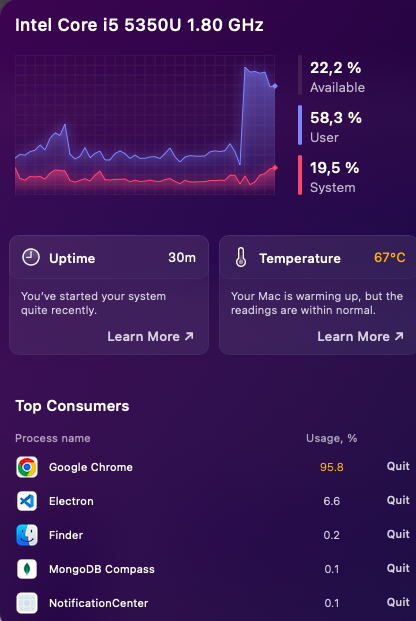 Intel Core i5 5350U 1.80 GHz
22,2 %
Available
58,3 %
User
19,5 %
System
Uptime 30m
You've started your system
quite recently.
Learn More ↗
Temperature 67°C
Your Mac is warming up, but the
readings are within normal.
Learn More ↗
Top Consumers
Process name Usage, %
Google Chrome 95.8 Quit
Electron 6.6 Quit
Finder 0.2 Quit
MongoDB Compass 0.1 Quit
NotificationCenter 0.1 Quit